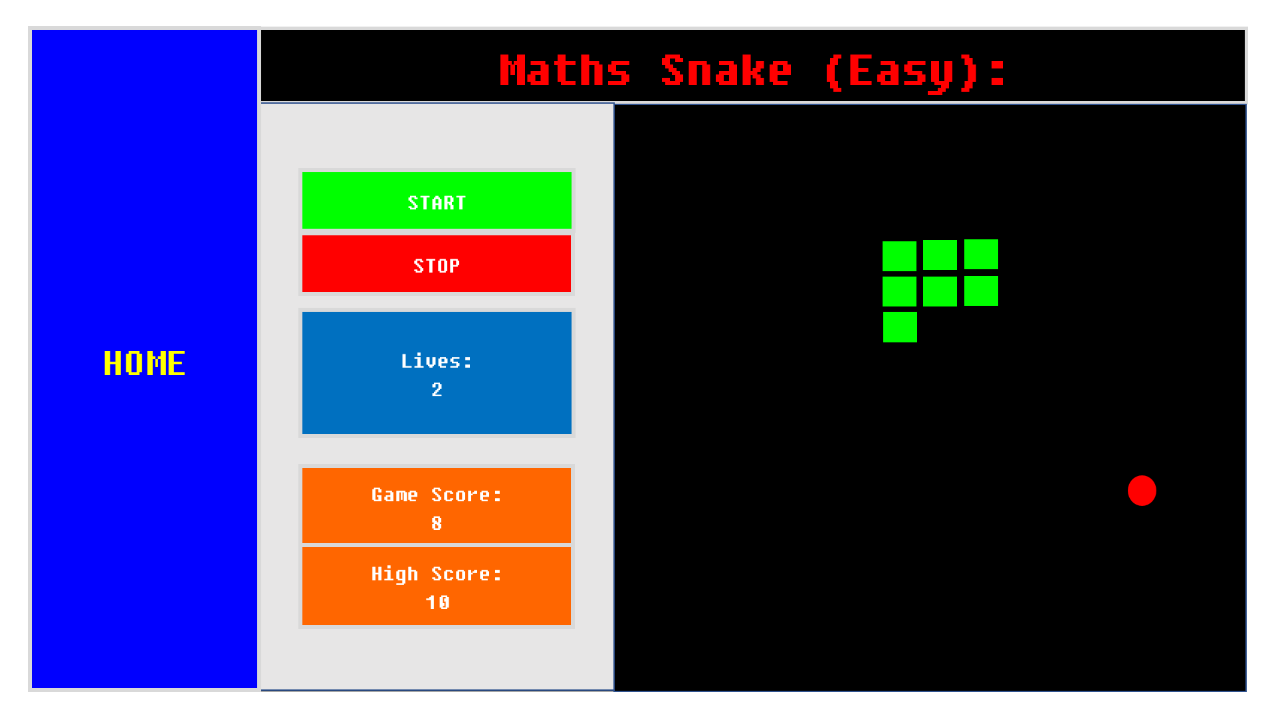 Maths Snake (Easy):
HOME
START
STOP
Lives:
2
Game Score:
8
High Score:
10